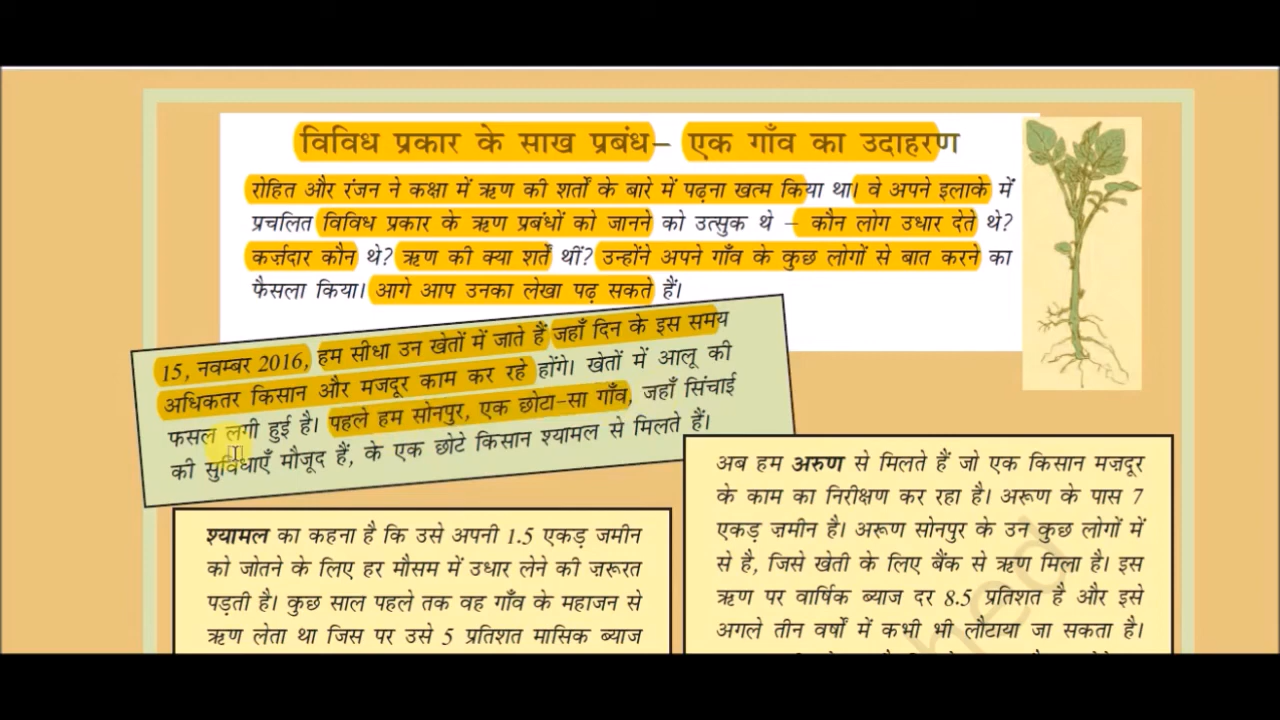 विविध प्रकार के साख प्रबंध– एक गाँव का उदाहरण
रोहित और रंजन ने कक्षा में ऋण की शर्तों के बारे में पढ़ना खत्म किया था। वे अपने इलाके में
प्रचलित विविध प्रकार के ऋण प्रबंधों को जानने को उत्सुक थे – कौन लोग उधार देते थे?
कर्ज़दार कौन थे? ऋण की क्या शर्तें थीं? उन्होंने अपने गाँव के कुछ लोगों से बात करने का
फैसला किया। आगे आप उनका लेखा पढ़ सकते हैं।
15, नवम्बर 2016, हम सीधा उन खेतों में जाते हैं जहाँ दिन के इस समय
अधिकतर किसान और मजदूर काम कर रहे होंगे। खेतों में आलू की
फसल लगी हुई है। पहले हम सोनपुर, एक छोटा-सा गाँव, जहाँ सिंचाई
की सुविधाएँ मौजूद हैं, के एक छोटे किसान श्यामल से मिलते हैं।
श्यामल का कहना है कि उसे अपनी 1.5 एकड़ जमीन
को जोतने के लिए हर मौसम में उधार लेने की ज़रूरत
पड़ती है। कुछ साल पहले तक वह गाँव के महाजन से
ऋण लेता था जिस पर उसे 5 प्रतिशत मासिक ब्याज
अब हम अरुण से मिलते हैं जो एक किसान मज़दूर
के काम का निरीक्षण कर रहा है। अरूण के पास 7
एकड़ ज़मीन है। अरूण सोनपुर के उन कुछ लोगों में
से है, जिसे खेती के लिए बैंक से ऋण मिला है। इस
ऋण पर वार्षिक ब्याज दर 8.5 प्रतिशत है और इसे
अगले तीन वर्षों में कभी भी लौटाया जा सकता है।